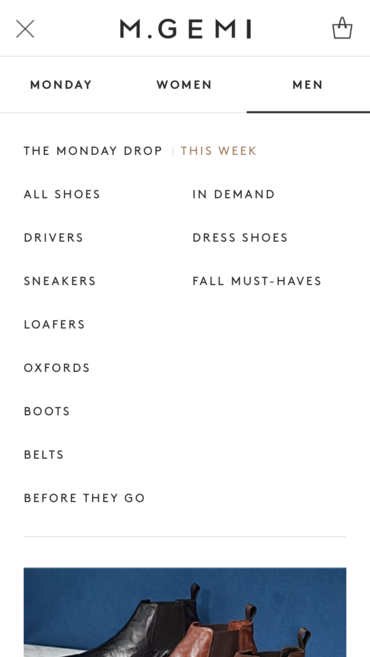 M.GEMI
MONDAY WOMEN MEN
THE MONDAY DROP | THIS WEEK
ALL SHOES IN DEMAND
DRIVERS DRESS SHOES
SNEAKERS FALL MUST-HAVES
LOAFERS
OXFORDS
BOOTS
BELTS
BEFORE THEY GO